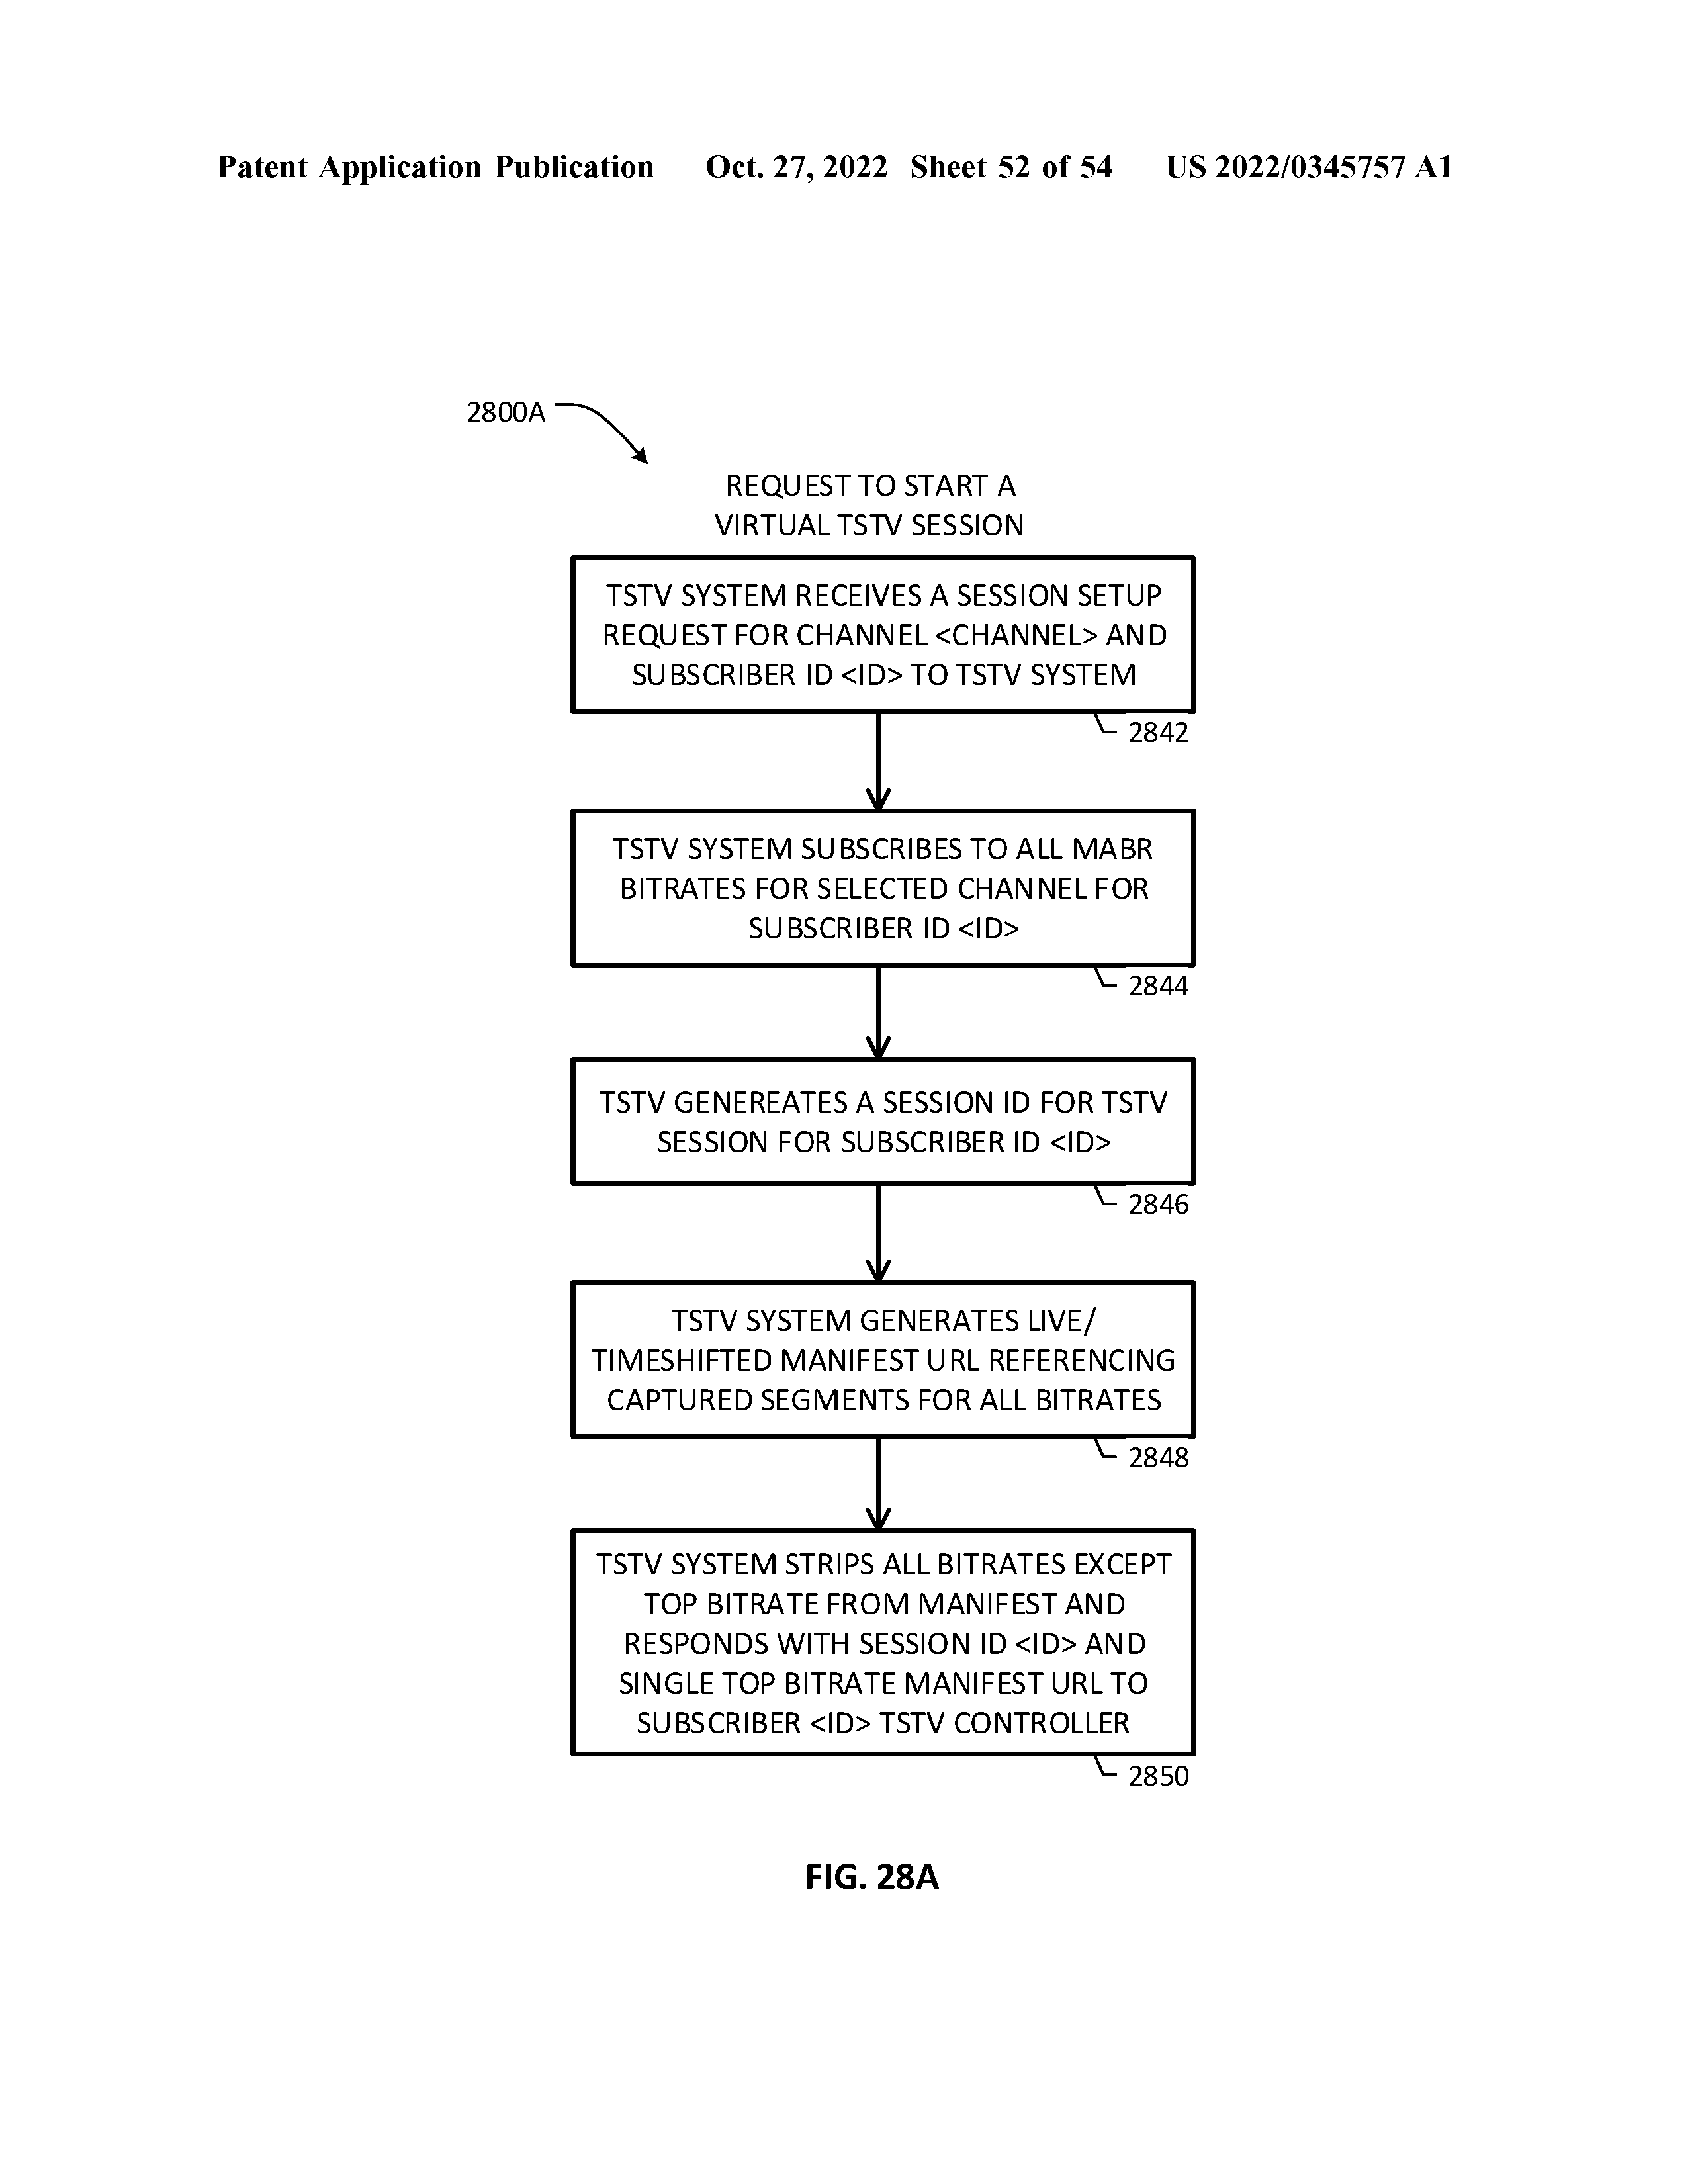 Patent Application Publication Oct. 27, 2022 Sheet 52 of 54 US 2022/0345757 A1
2800A
REQUEST TO START A
VIRTUAL TSTV SESSION
TSTV SYSTEM RECEIVES A SESSION SETUP
REQUEST FOR CHANNEL <CHANNEL> AND
SUBSCRIBER ID <ID> TO TSTV SYSTEM
2842
TSTV SYSTEM SUBSCRIBES TO ALL MABR
BITRATES FOR SELECTED CHANNEL FOR
SUBSCRIBER ID <ID>
2844
TSTV GENEREATES A SESSION ID FOR TSTV
SESSION FOR SUBSCRIBER ID <ID>
2846
TSTV SYSTEM GENERATES LIVE/
TIMESHIFTED MANIFEST URL REFERENCING
CAPTURED SEGMENTS FOR ALL BITRATES
2848
TSTV SYSTEM STRIPS ALL BITRATES EXCEPT
TOP BITRATE FROM MANIFEST AND
RESPONDS WITH SESSION ID <ID> AND
SINGLE TOP BITRATE MANIFEST URL TO
SUBSCRIBER <ID> TSTV CONTROLLER
2850
FIG. 28A